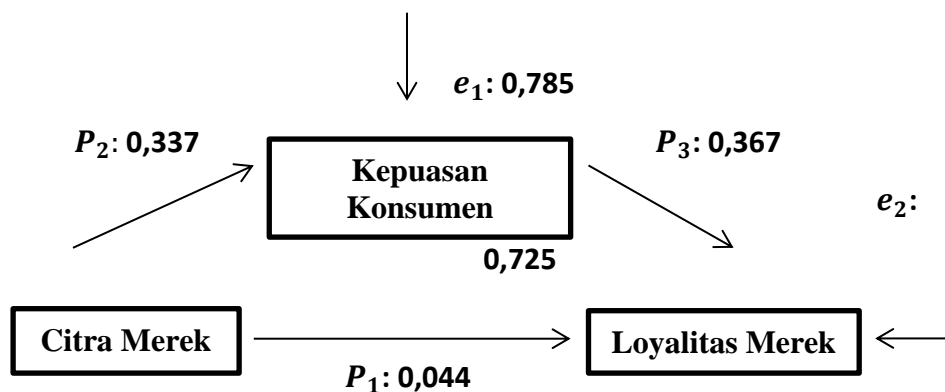 e₁: 0,785
P₂: 0,337
P₃: 0,367
Kepuasan
Konsumen
e₂:
0,725
Citra Merek
Loyalitas Merek
P₁: 0,044